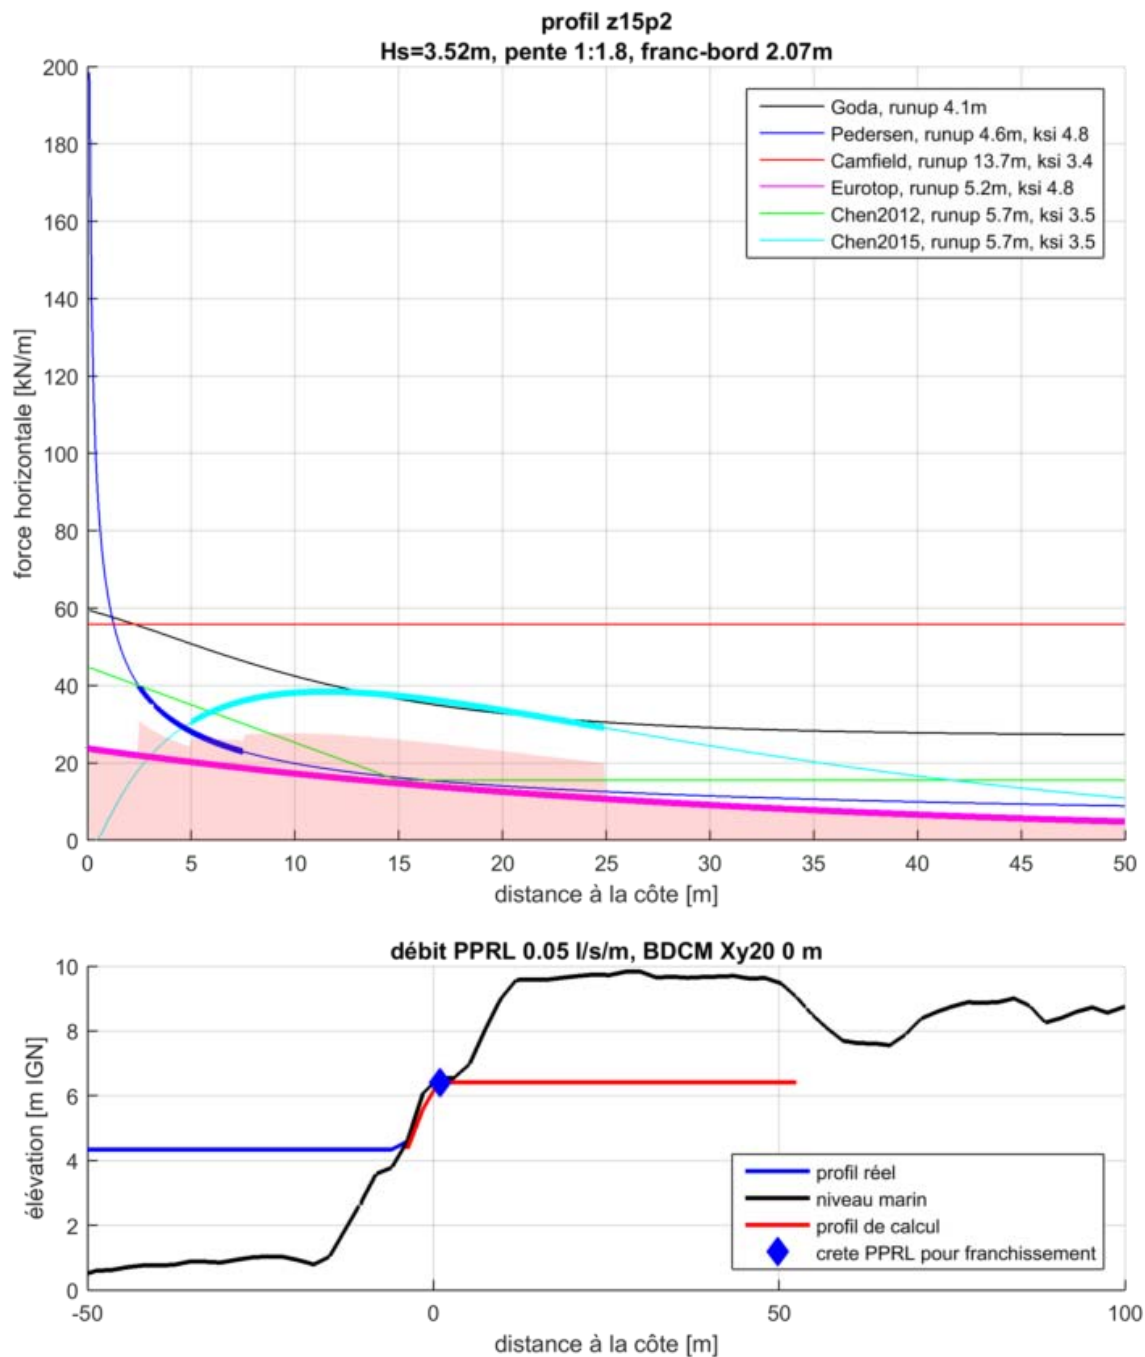 profil z15p2
Hs=3.52m, pente 1:1.8, franc-bord 2.07m
200
180
160
140
120
100
80
60
40
20
0
force horizontale [kN/m]
Goda, runup 4.1m
Pedersen, runup 4.6m, ksi 4.8
Camfield, runup 13.7m, ksi 3.4
Eurotop, runup 5.2m, ksi 4.8
Chen2012, runup 5.7m, ksi 3.5
Chen2015, runup 5.7m, ksi 3.5
0 5 10 15 20 25 30 35 40 45 50
distance à la côte [m]
débit PPRL 0.05 l/s/m, BDCM Xy20 0 m
10
8
6
4
2
0
élévation [m IGN]
profil réel
niveau marin
profil de calcul
crete PPRL pour franchissement
-50 0 50 100
distance à la côte [m]